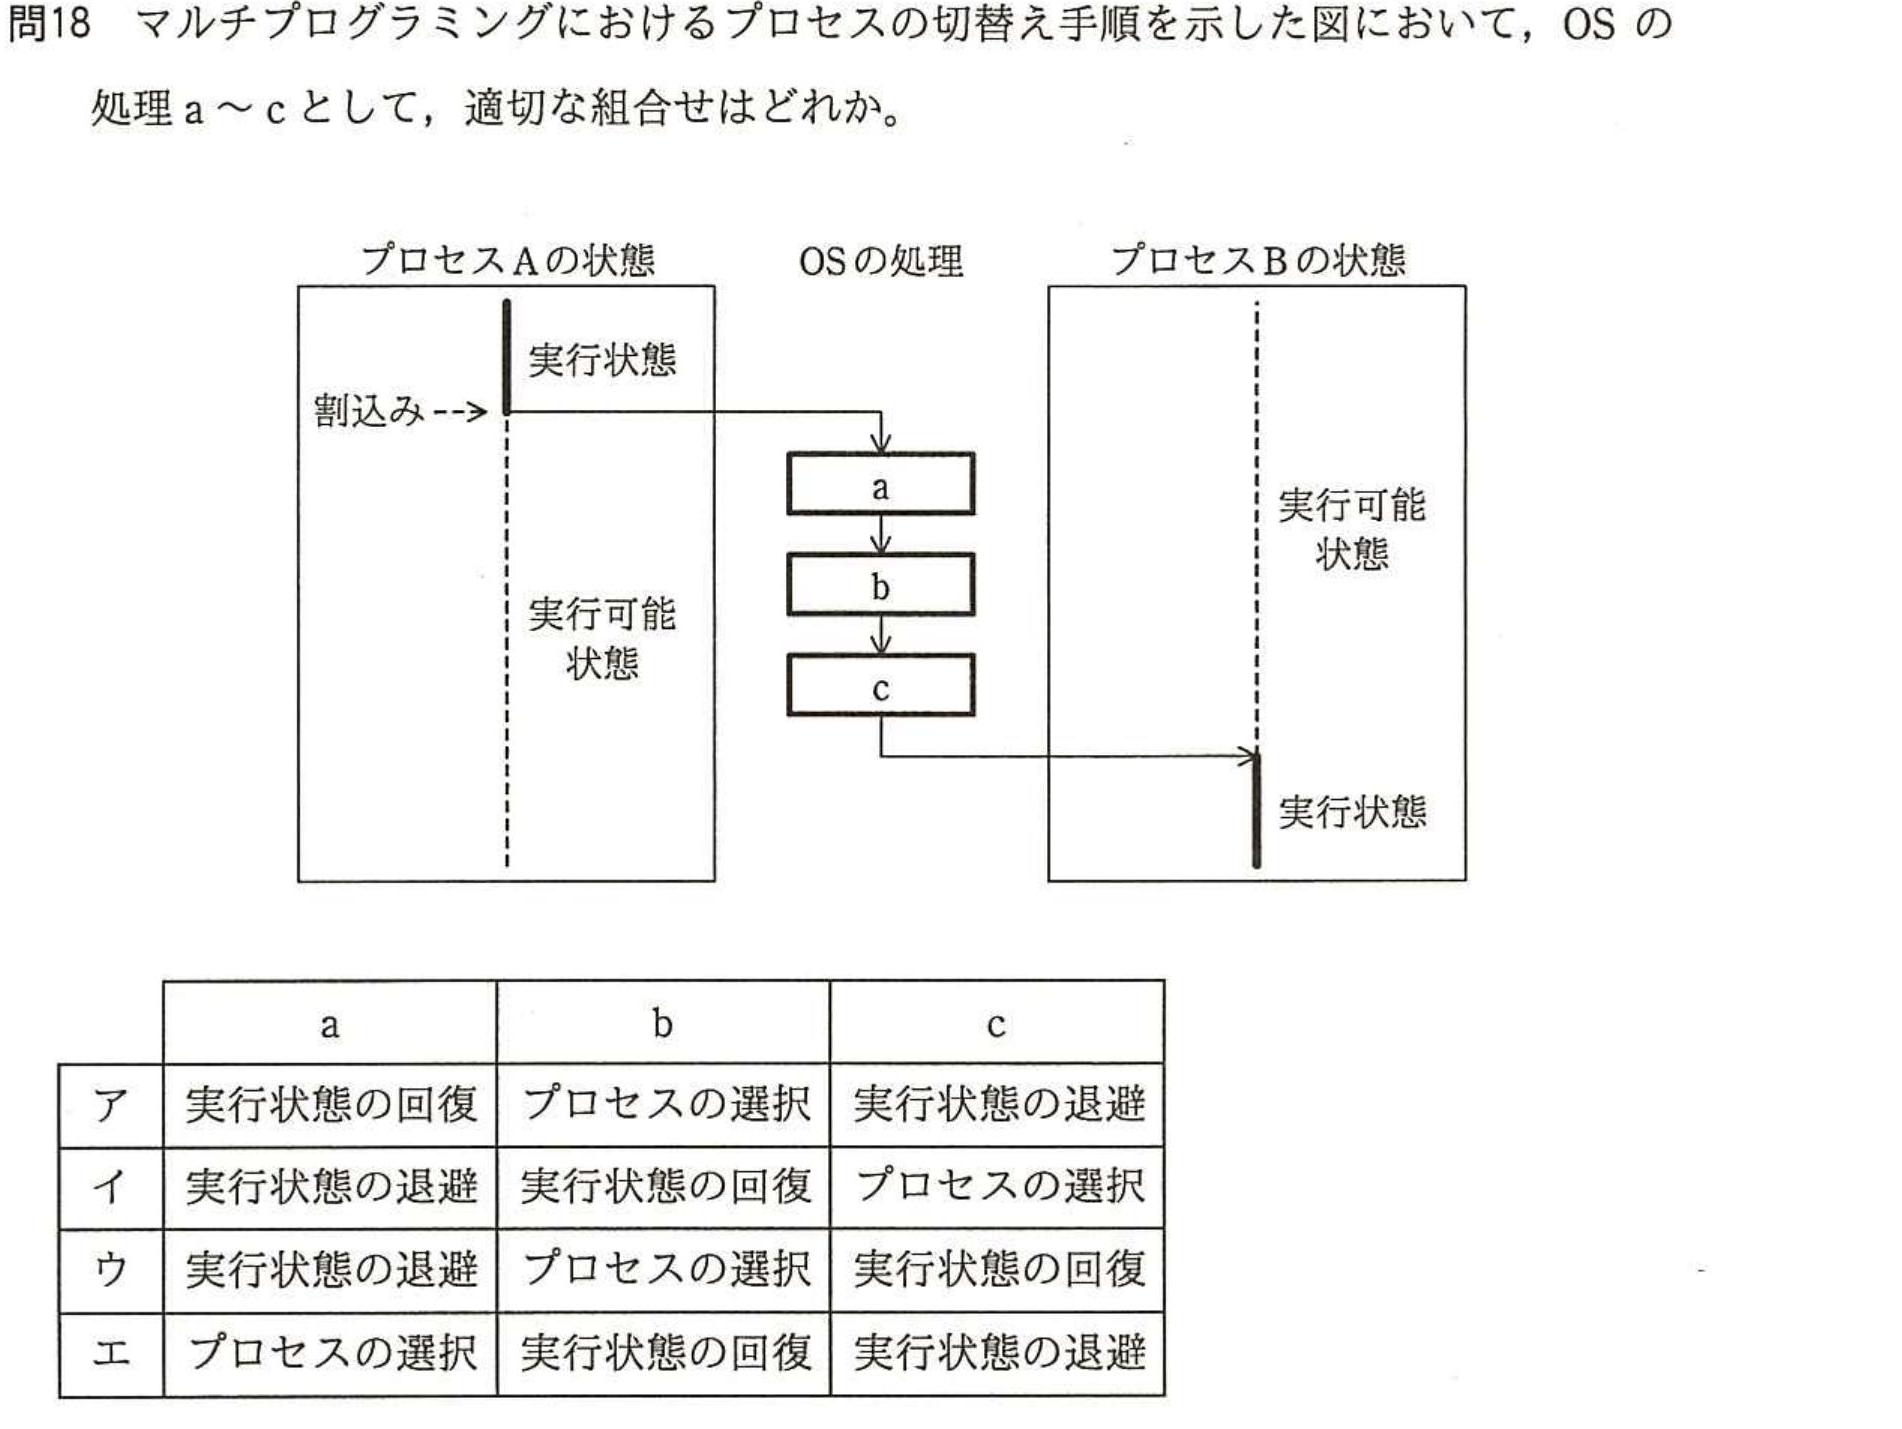 問18 マルチプログラミングにおけるプロセスの切替え手順を示した図において，OS の
処理 a ～ c として，適切な組合せはどれか。
プロセスAの状態 OSの処理 プロセスBの状態
実行状態
割込み
a
実行可能
状態
b
実行可能
状態
c
実行状態
a b c
ア 実行状態の回復 プロセスの選択 実行状態の退避
イ 実行状態の退避 実行状態の回復 プロセスの選択
ウ 実行状態の退避 プロセスの選択 実行状態の回復
エ プロセスの選択 実行状態の回復 実行状態の退避